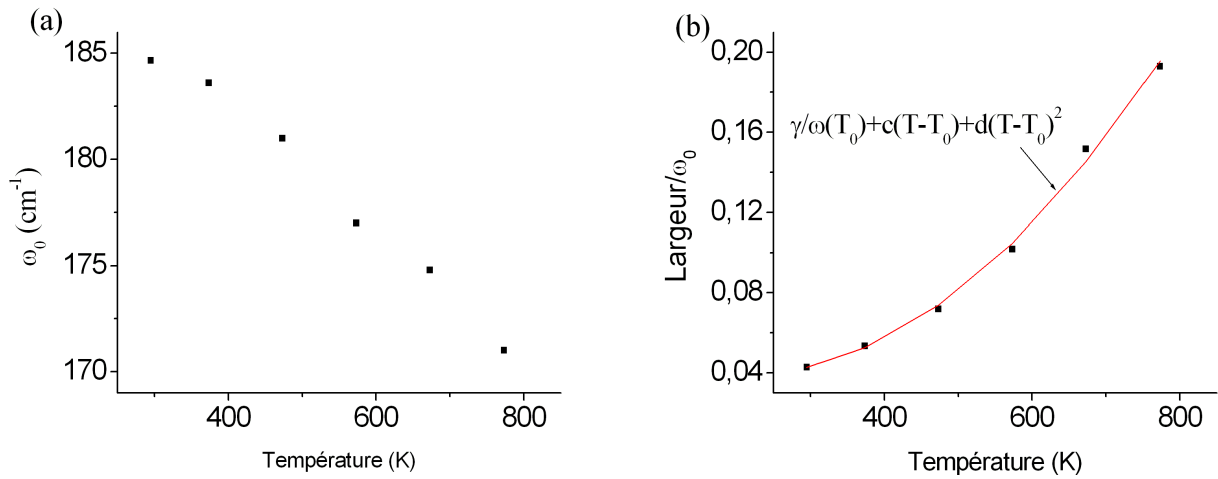 (a)
185
180
175
170
ω₀ (cm⁻¹)
400
600
800
Température (K)
(b)
0,20
0,16
0,12
0,08
0,04
Largeur/ω₀
γ/ω(T₀)+c(T-T₀)+d(T-T₀)²
400
600
800
Température (K)